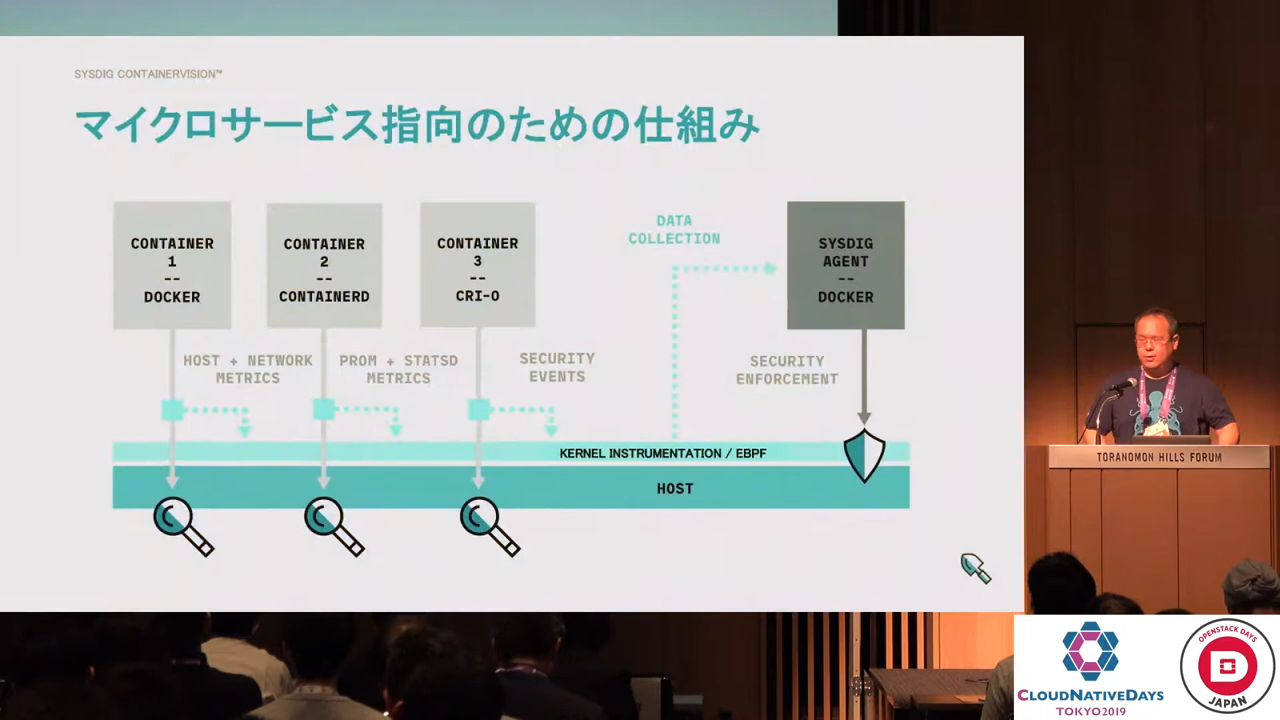 SYSDIG CONTAINERVISION™
マイクロサービス指向のための仕組み
CONTAINER
1
--
DOCKER
CONTAINER
2
--
CONTAINERD
CONTAINER
3
--
CRI-O
DATA
COLLECTION
SYSDIG
AGENT
--
DOCKER
HOST + NETWORK
METRICS
PROM + STATSD
METRICS
SECURITY
EVENTS
SECURITY
ENFORCEMENT
KERNEL INSTRUMENTATION / EBPF
HOST
TORANOMON HILLS FORUM
CLOUDNATIVEDAYS
TOKYO2019
OPENSTACK DAYS
JAPAN